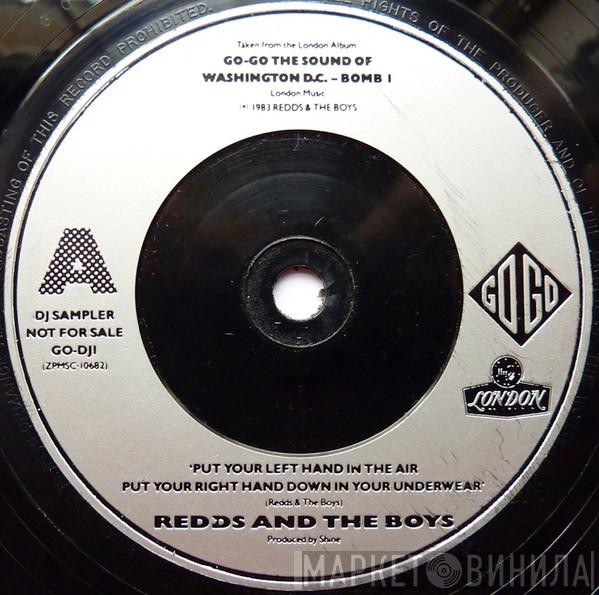 CASTING OF THIS RECORD PROHIBITED.
RIGHTS OF THE PRODUCER AND OF THE
Taken from the London Album
GO-GO THE SOUND OF
WASHINGTON D.C. – BOMB 1
London Music
(P) 1983 REDDS & THE BOYS
A
DJ SAMPLER
NOT FOR SALE
GO-DJ1
(ZPMSC-10682)
GO GO
LONDON
'PUT YOUR LEFT HAND IN THE AIR
PUT YOUR RIGHT HAND DOWN IN YOUR UNDERWEAR'
(Redds & The Boys)
REDDS AND THE BOYS
Produced by Shine
МАРКЕТ ВИНИЛА